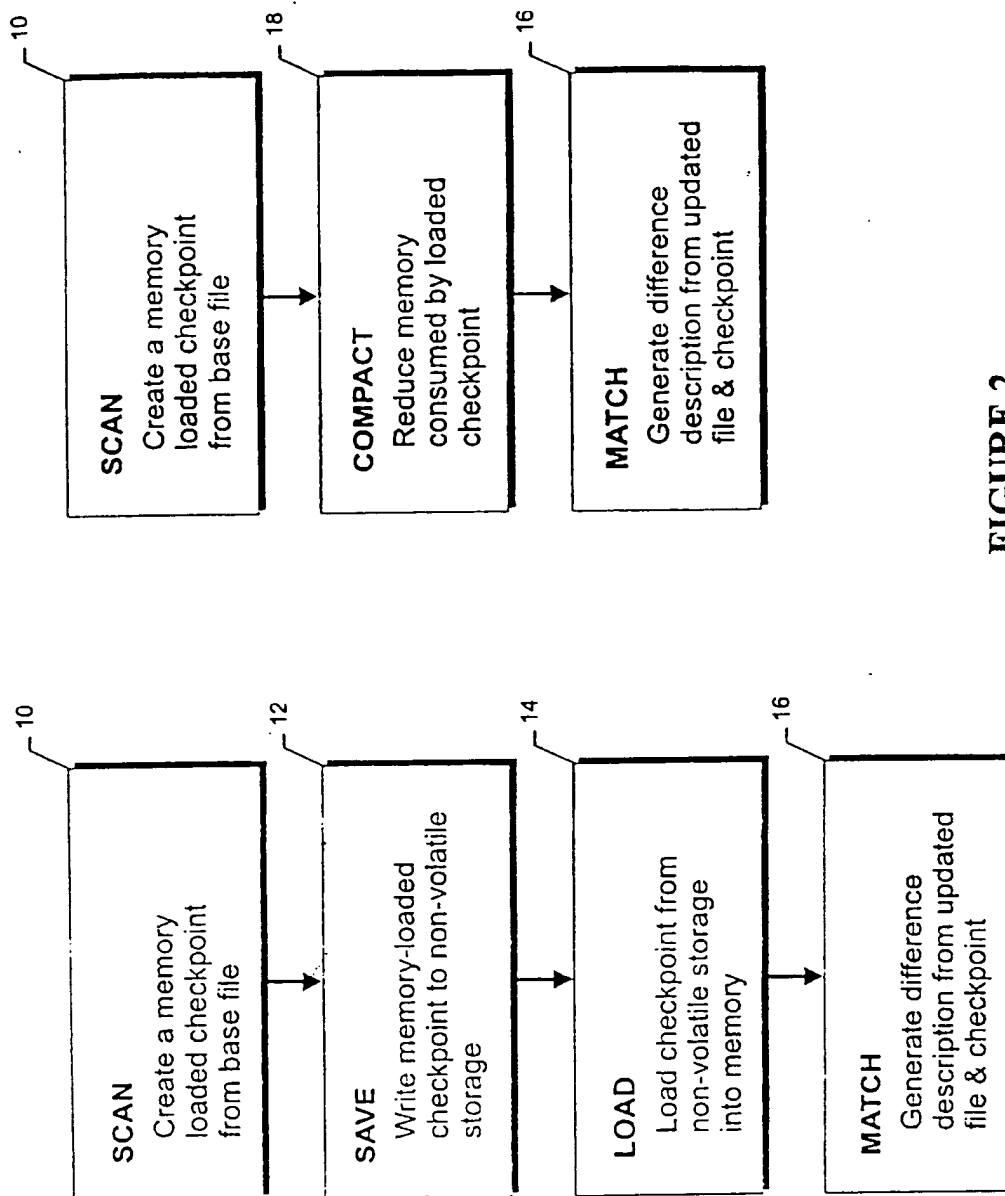 10
SCAN
Create a memory
loaded checkpoint
from base file
12
SAVE
Write memory-loaded
checkpoint to non-volatile
storage
14
LOAD
Load checkpoint from
non-volatile storage
into memory
16
MATCH
Generate difference
description from updated
file & checkpoint
10
SCAN
Create a memory
loaded checkpoint
from base file
18
COMPACT
Reduce memory
consumed by loaded
checkpoint
16
MATCH
Generate difference
description from updated
file & checkpoint
FIGURE 2